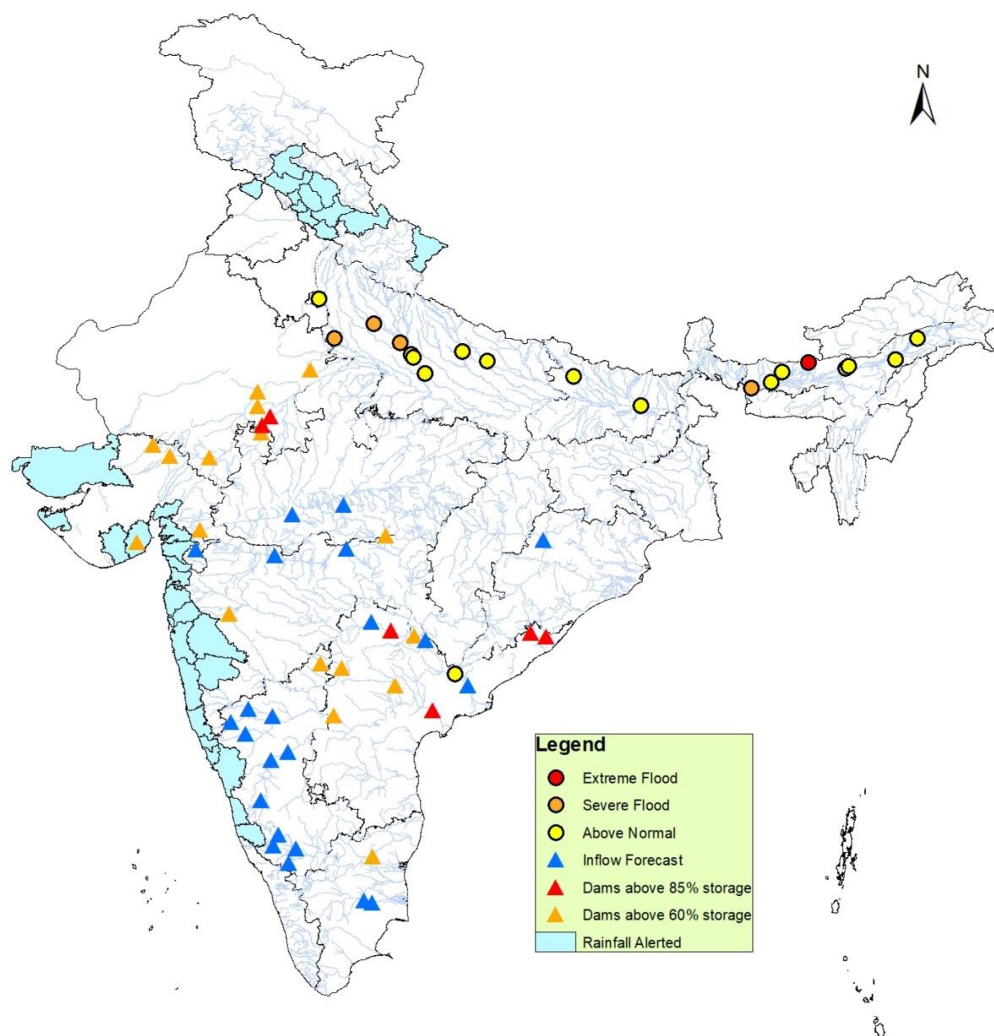 N
Legend
Extreme Flood
Severe Flood
Above Normal
Inflow Forecast
Dams above 85% storage
Dams above 60% storage
Rainfall Alerted